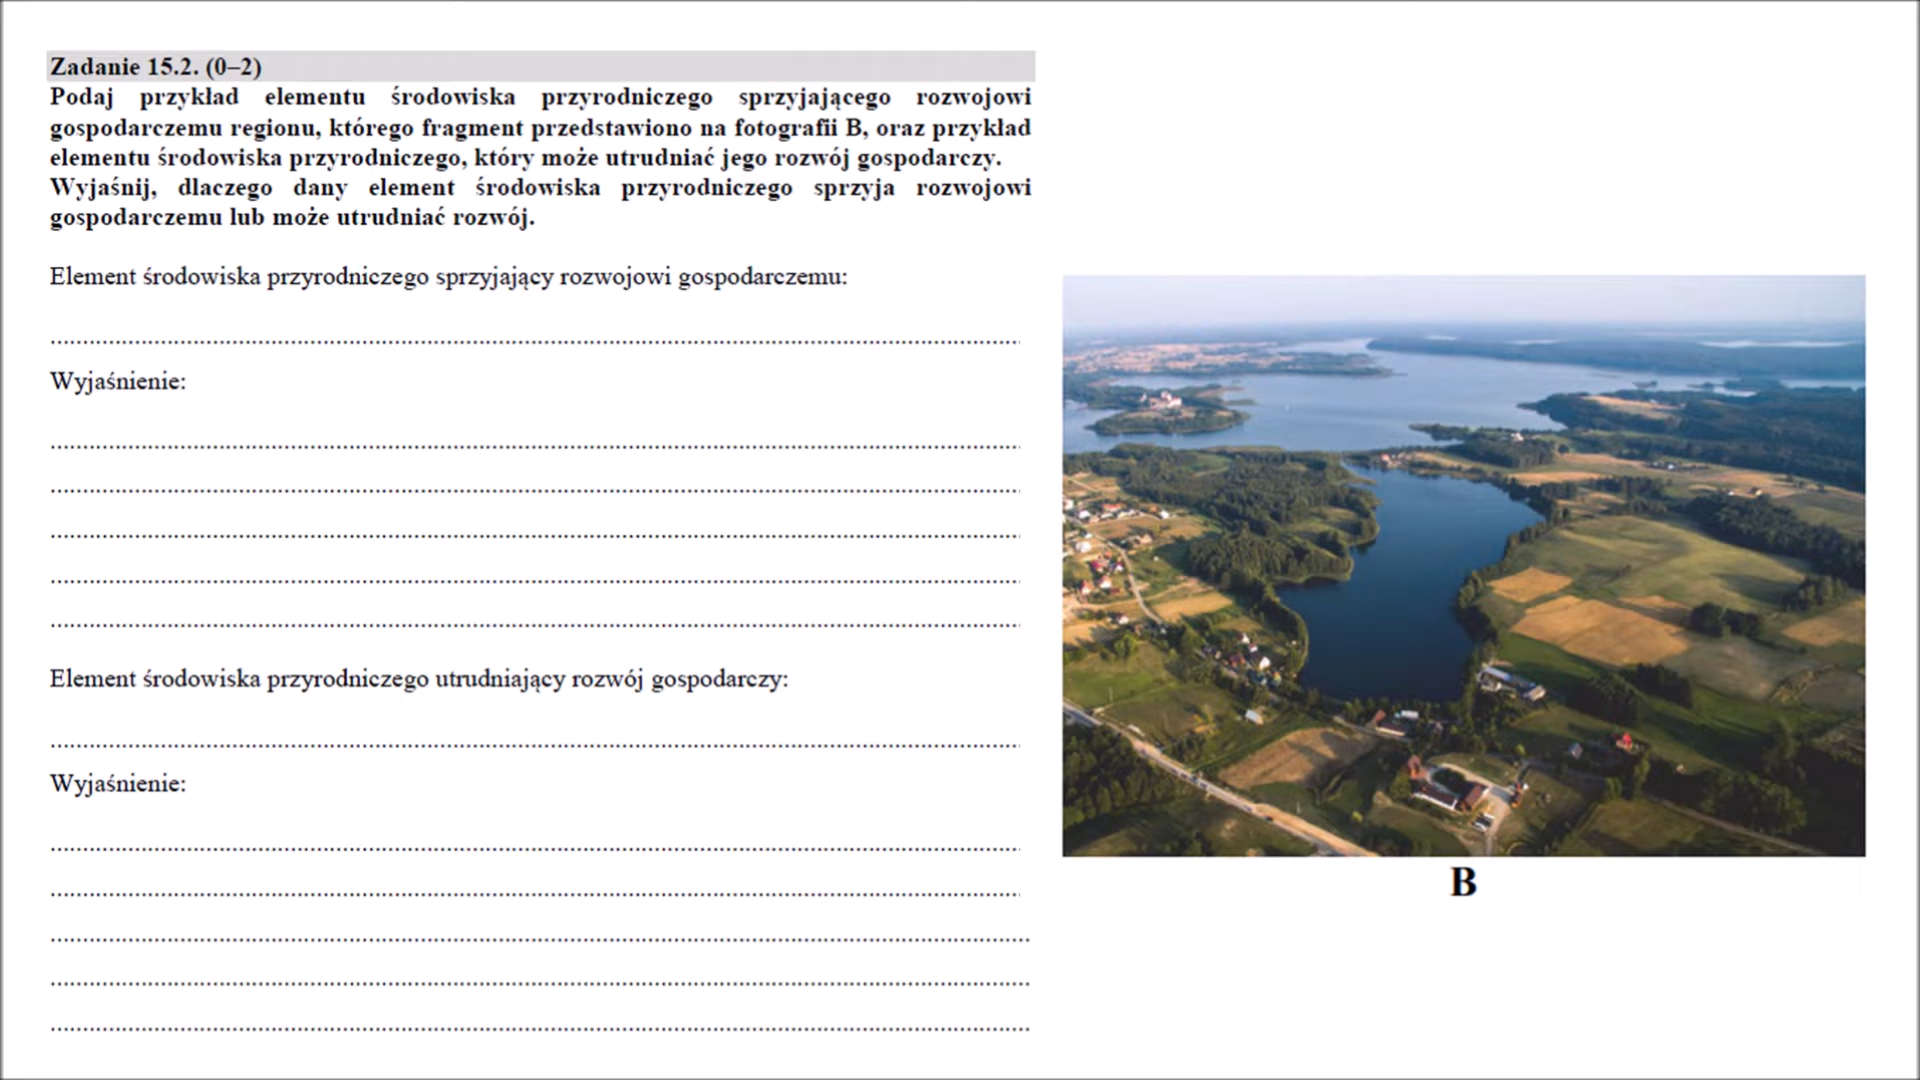 Zadanie 15.2. (0–2)
Podaj przykład elementu środowiska przyrodniczego sprzyjającego rozwojowi
gospodarczemu regionu, którego fragment przedstawiono na fotografii B, oraz przykład
elementu środowiska przyrodniczego, który może utrudniać jego rozwój gospodarczy.
Wyjaśnij, dlaczego dany element środowiska przyrodniczego sprzyja rozwojowi
gospodarczemu lub może utrudniać rozwój.
Element środowiska przyrodniczego sprzyjający rozwojowi gospodarczemu:
Wyjaśnienie:
Element środowiska przyrodniczego utrudniający rozwój gospodarczy:
Wyjaśnienie:
B